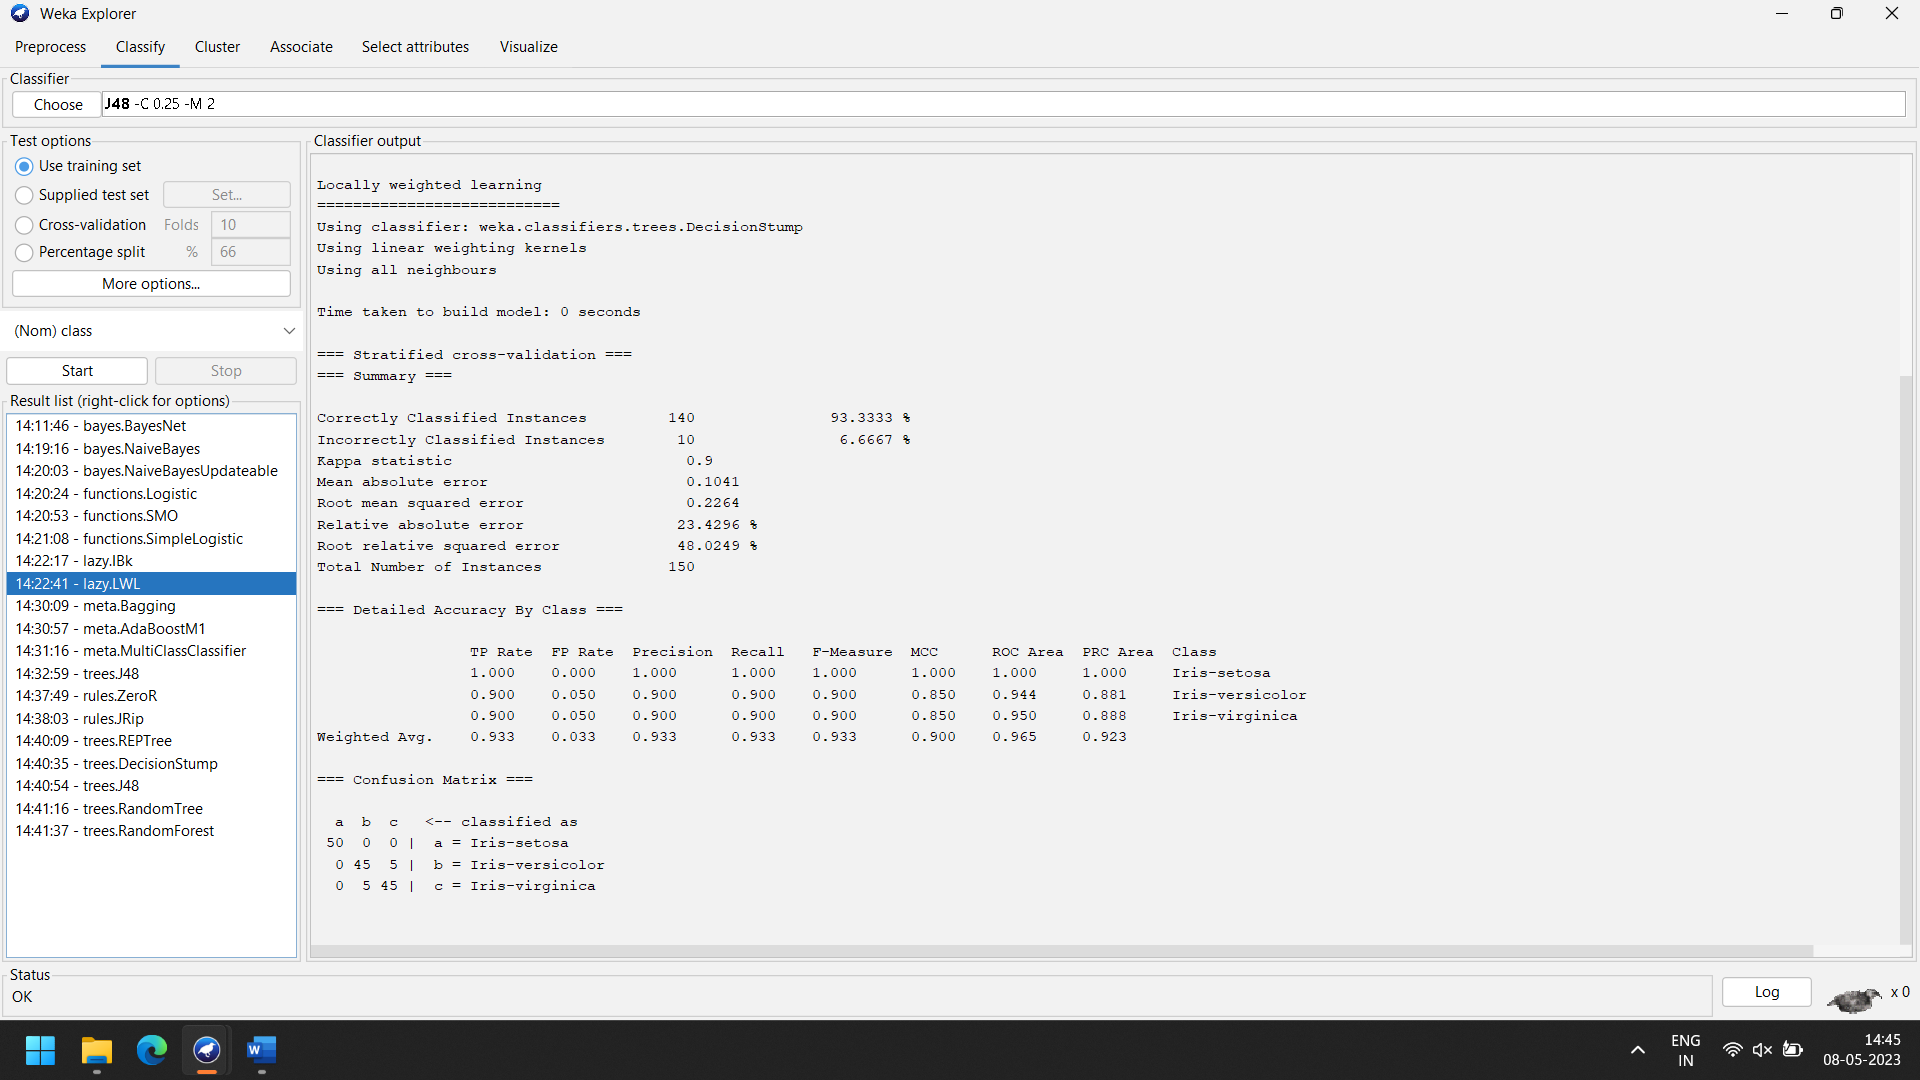 Weka Explorer
Preprocess Classify Cluster Associate Select attributes Visualize
Classifier
Choose J48 -C 0.25 -M 2
Test options
Use training set
Supplied test set Set...
Cross-validation Folds 10
Percentage split % 66
More options...
(Nom) class
Start Stop
Result list (right-click for options)
14:11:46 - bayes.BayesNet
14:19:16 - bayes.NaiveBayes
14:20:03 - bayes.NaiveBayesUpdateable
14:20:24 - functions.Logistic
14:20:53 - functions.SMO
14:21:08 - functions.SimpleLogistic
14:22:17 - lazy.IBk
14:22:41 - lazy.LWL
14:30:09 - meta.Bagging
14:30:57 - meta.AdaBoostM1
14:31:16 - meta.MultiClassClassifier
14:32:59 - trees.J48
14:37:49 - rules.ZeroR
14:38:03 - rules.JRip
14:40:09 - trees.REPTree
14:40:35 - trees.DecisionStump
14:40:54 - trees.J48
14:41:16 - trees.RandomTree
14:41:37 - trees.RandomForest
Classifier output
Locally weighted learning
===========================
Using classifier: weka.classifiers.trees.DecisionStump
Using linear weighting kernels
Using all neighbours
Time taken to build model: 0 seconds
=== Stratified cross-validation ===
=== Summary ===
Correctly Classified Instances 140 93.3333 %
Incorrectly Classified Instances 10 6.6667 %
Kappa statistic 0.9
Mean absolute error 0.1041
Root mean squared error 0.2264
Relative absolute error 23.4296 %
Root relative squared error 48.0249 %
Total Number of Instances 150
=== Detailed Accuracy By Class ===
TP Rate FP Rate Precision Recall F-Measure MCC ROC Area PRC Area Class
1.000 0.000 1.000 1.000 1.000 1.000 1.000 1.000 Iris-setosa
0.900 0.050 0.900 0.900 0.900 0.850 0.944 0.881 Iris-versicolor
0.900 0.050 0.900 0.900 0.900 0.850 0.950 0.888 Iris-virginica
Weighted Avg. 0.933 0.033 0.933 0.933 0.933 0.900 0.965 0.923
=== Confusion Matrix ===
a b c <-- classified as
50 0 0 | a = Iris-setosa
0 45 5 | b = Iris-versicolor
0 5 45 | c = Iris-virginica
Status
OK
Log
x 0
W
ENG
IN
14:45
08-05-2023